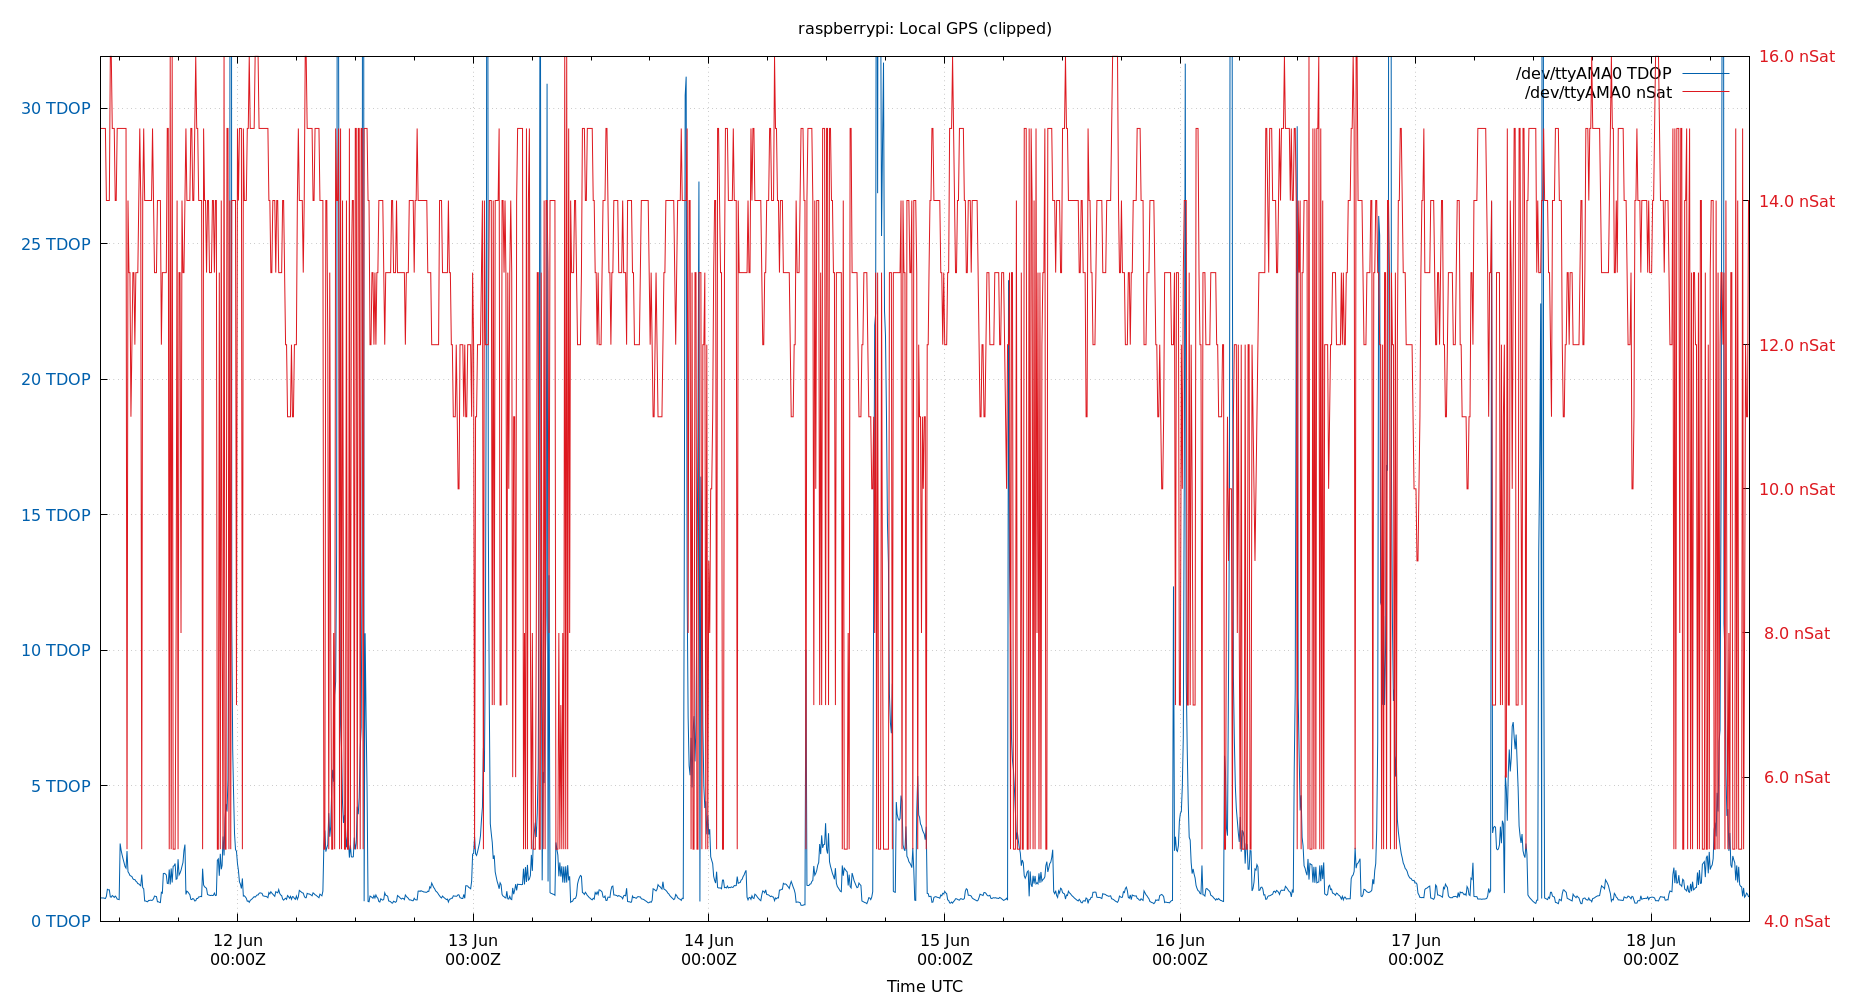 raspberrypi: Local GPS (clipped)
/dev/ttyAMA0 TDOP
/dev/ttyAMA0 nSat
30 TDOP
25 TDOP
20 TDOP
15 TDOP
10 TDOP
5 TDOP
0 TDOP
16.0 nSat
14.0 nSat
12.0 nSat
10.0 nSat
8.0 nSat
6.0 nSat
4.0 nSat
12 Jun
00:00Z
13 Jun
00:00Z
14 Jun
00:00Z
15 Jun
00:00Z
16 Jun
00:00Z
17 Jun
00:00Z
18 Jun
00:00Z
Time UTC